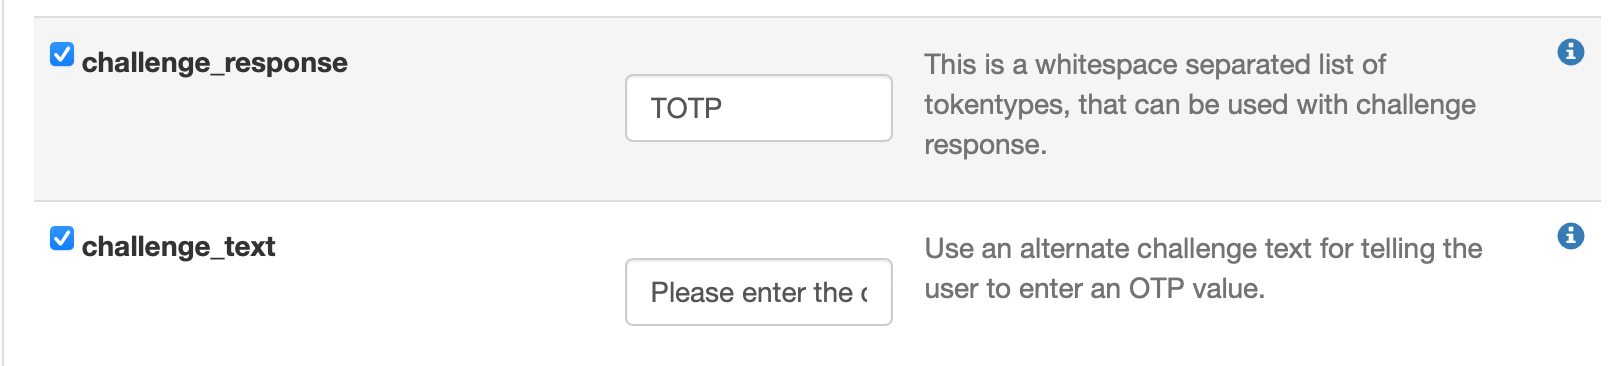 challenge_response
TOTP
This is a whitespace separated list of
tokentypes, that can be used with challenge
response.
challenge_text
Please enter the
Use an alternate challenge text for telling the
user to enter an OTP value.